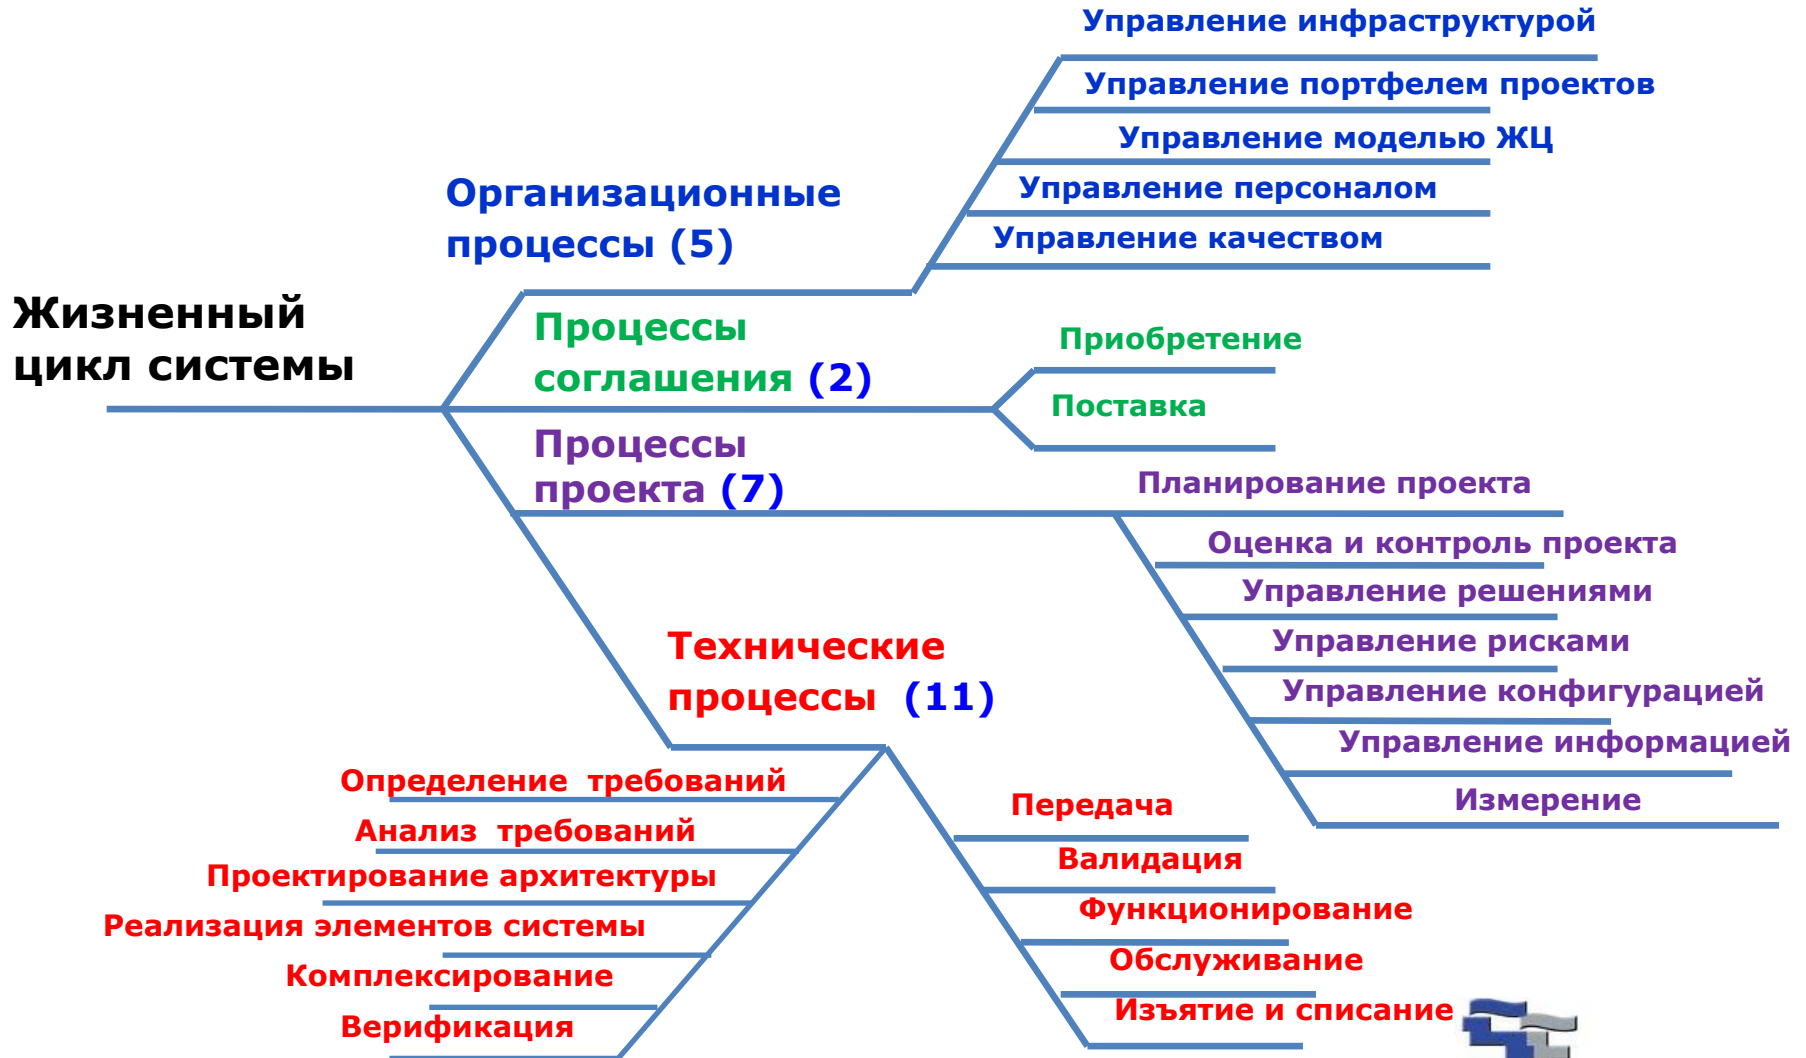 Жизненный
цикл системы
Организационные
процессы (5)
Управление инфраструктурой
Управление портфелем проектов
Управление моделью ЖЦ
Управление персоналом
Управление качеством
Процессы
соглашения (2)
Приобретение
Поставка
Процессы
проекта (7)
Планирование проекта
Оценка и контроль проекта
Управление решениями
Управление рисками
Управление конфигурацией
Управление информацией
Измерение
Технические
процессы (11)
Определение требований
Анализ требований
Проектирование архитектуры
Реализация элементов системы
Комплексирование
Верификация
Передача
Валидация
Функционирование
Обслуживание
Изъятие и списание